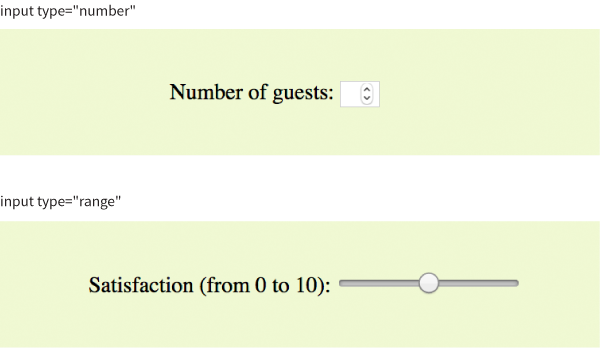 input type="number"
Number of guests:
input type="range"
Satisfaction (from 0 to 10):